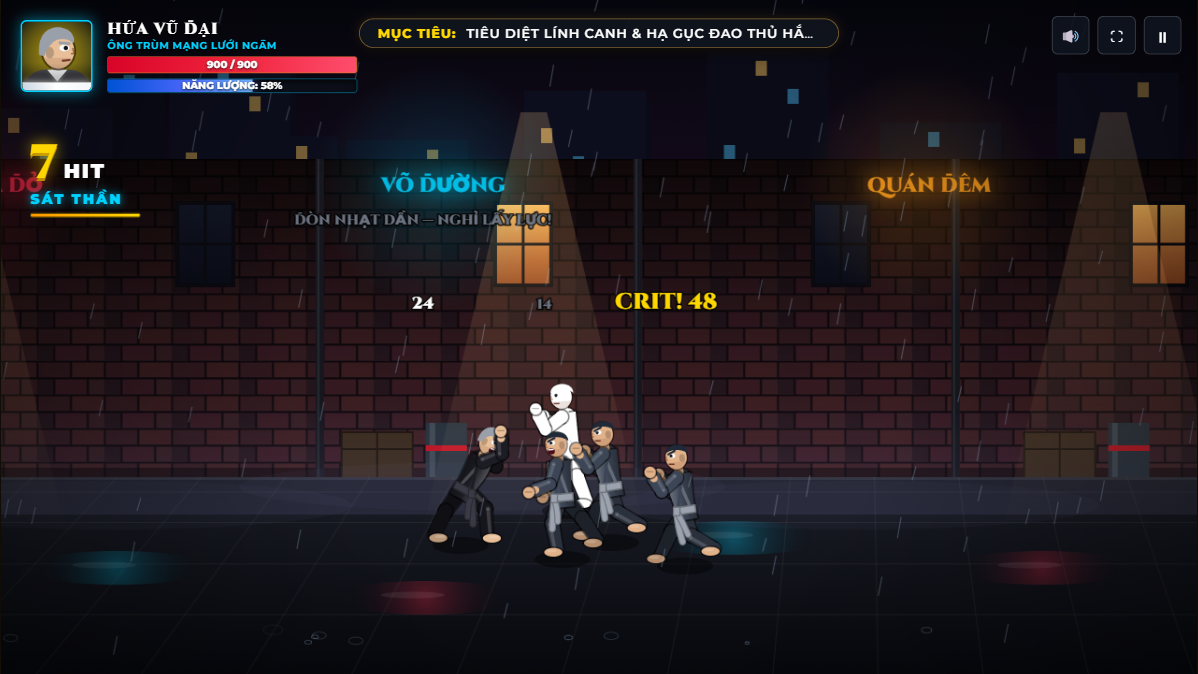 HỨA VŨ ĐẠI
ÔNG TRÙM MẠNG LƯỚI NGẦM
900 / 900
NĂNG LƯỢNG: 58%
MỤC TIÊU: TIÊU DIỆT LÍNH CANH & HẠ GỤC ĐAO THỦ HẮ...
7 HIT
SÁT THẦN
ĐỎ
VÕ ĐƯỜNG
QUÁN ĐÊM
ĐÒN NHẠT DẦN — NGHỈ LẤY LỰC!
24
14
CRIT! 48